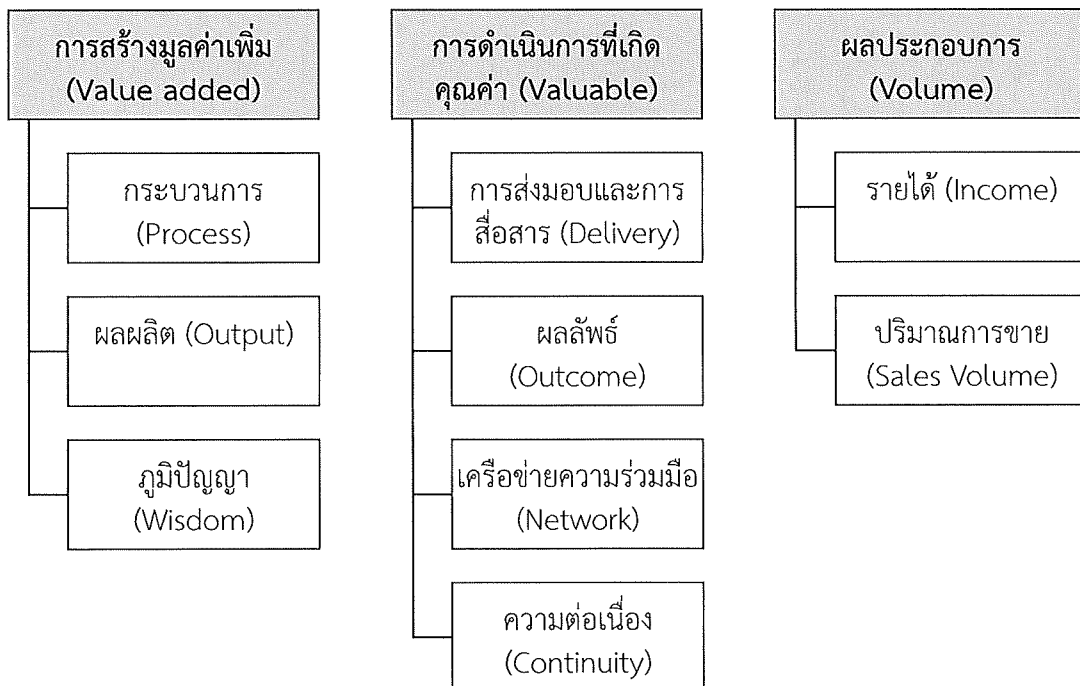 การสร้างมูลค่าเพิ่ม
(Value added)
กระบวนการ
(Process)
ผลผลิต (Output)
ภูมิปัญญา
(Wisdom)
การดำเนินการที่เกิด
คุณค่า (Valuable)
การส่งมอบและการ
สื่อสาร (Delivery)
ผลลัพธ์
(Outcome)
เครือข่ายความร่วมมือ
(Network)
ความต่อเนื่อง
(Continuity)
ผลประกอบการ
(Volume)
รายได้ (Income)
ปริมาณการขาย
(Sales Volume)